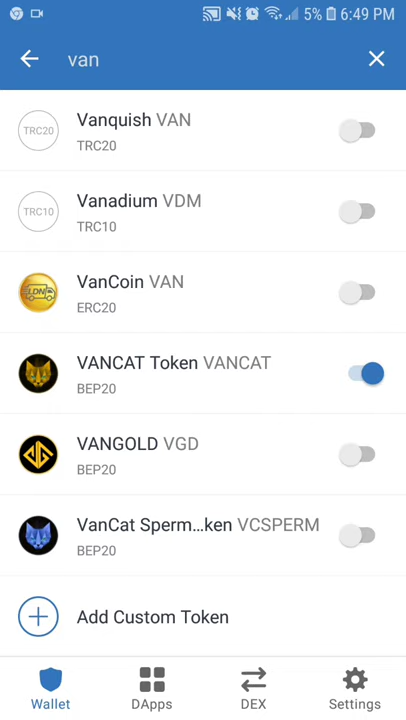 5% 6:49 PM
van
TRC20
Vanquish VAN
TRC20
TRC10
Vanadium VDM
TRC10
LDN
VanCoin VAN
ERC20
VANCAT Token VANCAT
BEP20
VANGOLD VGD
BEP20
VanCat Sperm...ken VCSPERM
BEP20
Add Custom Token
Wallet DApps DEX Settings